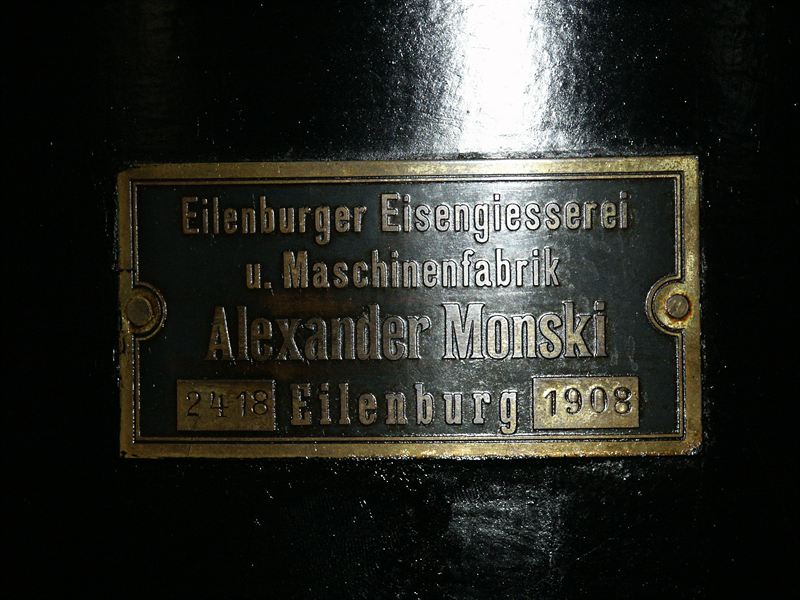 Eilenburger Eisengiesserei
u. Maschinenfabrik
Alexander Monski
2418 Eilenburg 1908